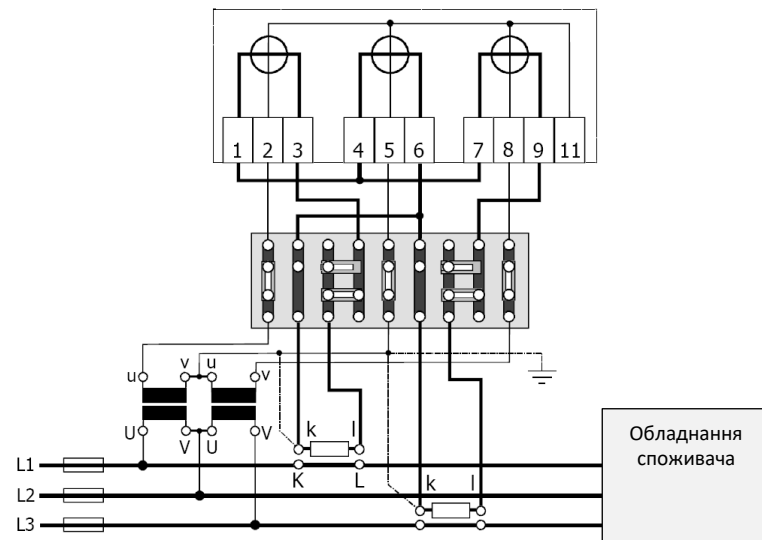 1 2 3 4 5 6 7 8 9 11
u v u v
U V U V
k l
K L
k l
L1
L2
L3
Обладнання
споживача